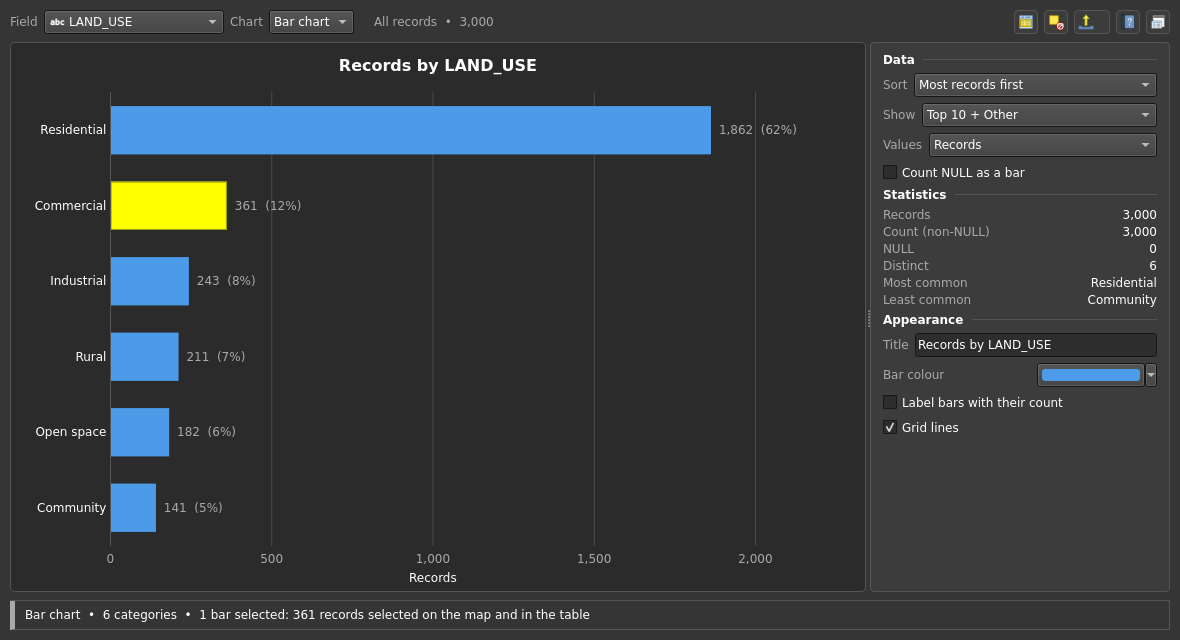 Field abc LAND_USE Chart Bar chart All records • 3,000
Records by LAND_USE
Residential 1,862 (62%)
Commercial 361 (12%)
Industrial 243 (8%)
Rural 211 (7%)
Open space 182 (6%)
Community 141 (5%)
0 500 1,000 1,500 2,000
Records
Data
Sort Most records first
Show Top 10 + Other
Values Records
Count NULL as a bar
Statistics
Records 3,000
Count (non-NULL) 3,000
NULL 0
Distinct 6
Most common Residential
Least common Community
Appearance
Title Records by LAND_USE
Bar colour
Label bars with their count
Grid lines
Bar chart • 6 categories • 1 bar selected: 361 records selected on the map and in the table